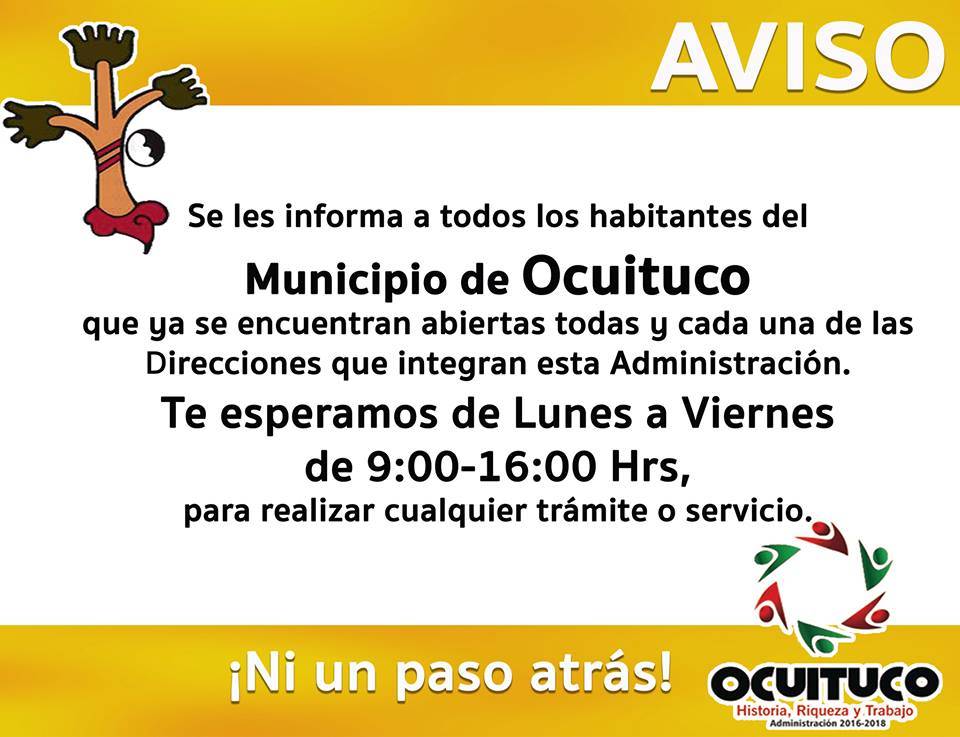 AVISO
Se les informa a todos los habitantes del
Municipio de Ocuituco
que ya se encuentran abiertas todas y cada una de las
Direcciones que integran esta Administración.
Te esperamos de Lunes a Viernes
de 9:00-16:00 Hrs,
para realizar cualquier trámite o servicio.
¡Ni un paso atrás!
OCUITUCO
Historia, Riqueza y Trabajo
Administración 2016-2018